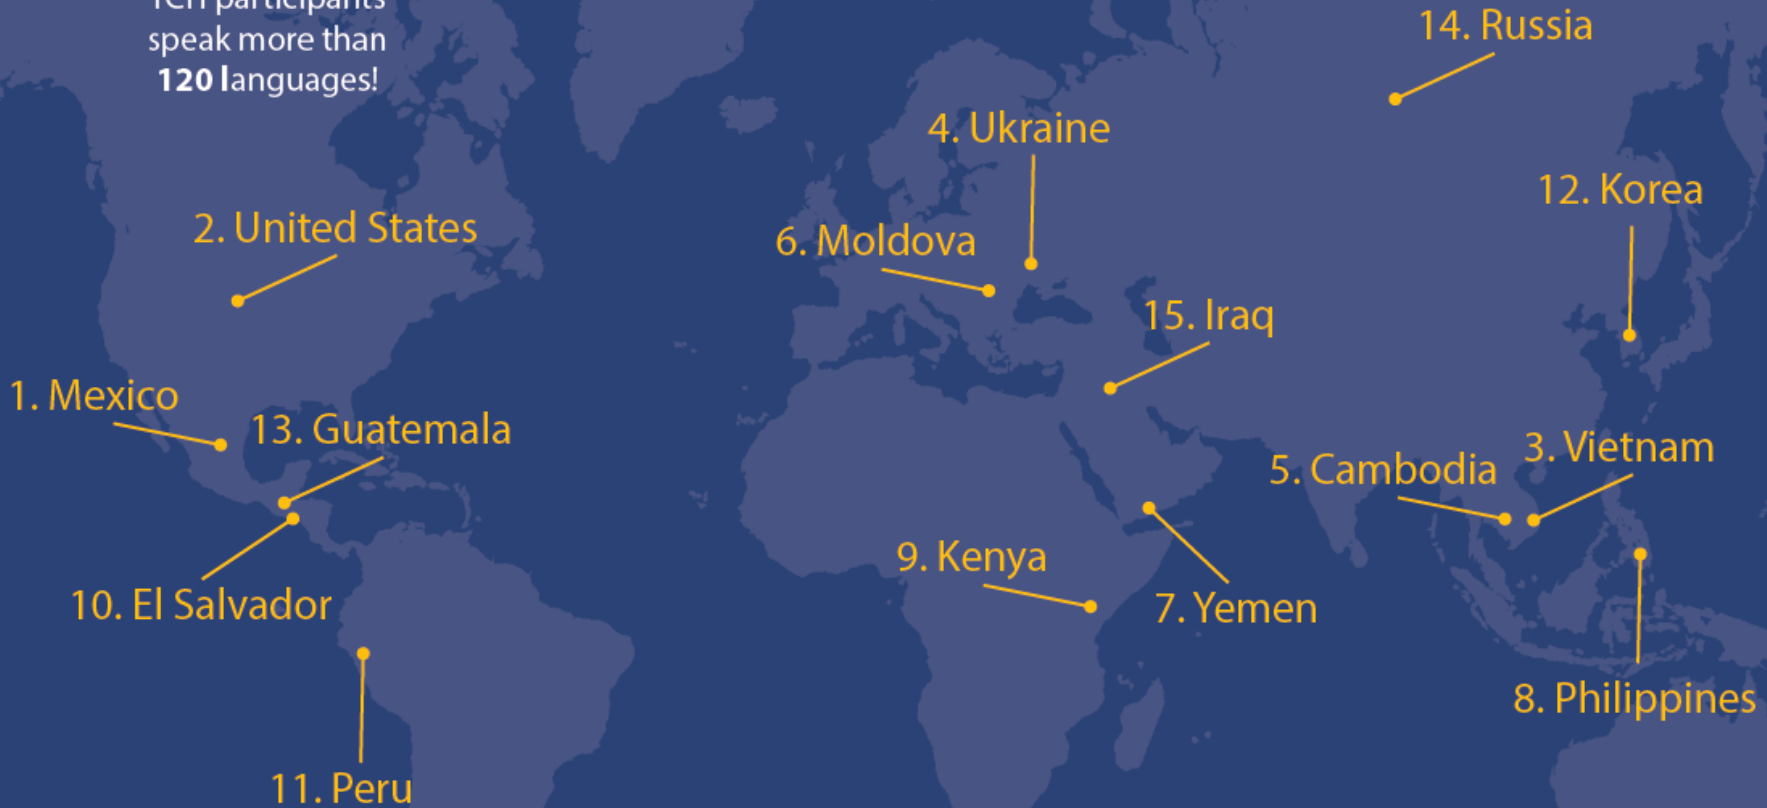 participants
speak more than
120 languages!
14. Russia
4. Ukraine
12. Korea
2. United States
6. Moldova
15. Iraq
1. Mexico
13. Guatemala
3. Vietnam
5. Cambodia
9. Kenya
10. El Salvador
7. Yemen
8. Philippines
11. Peru